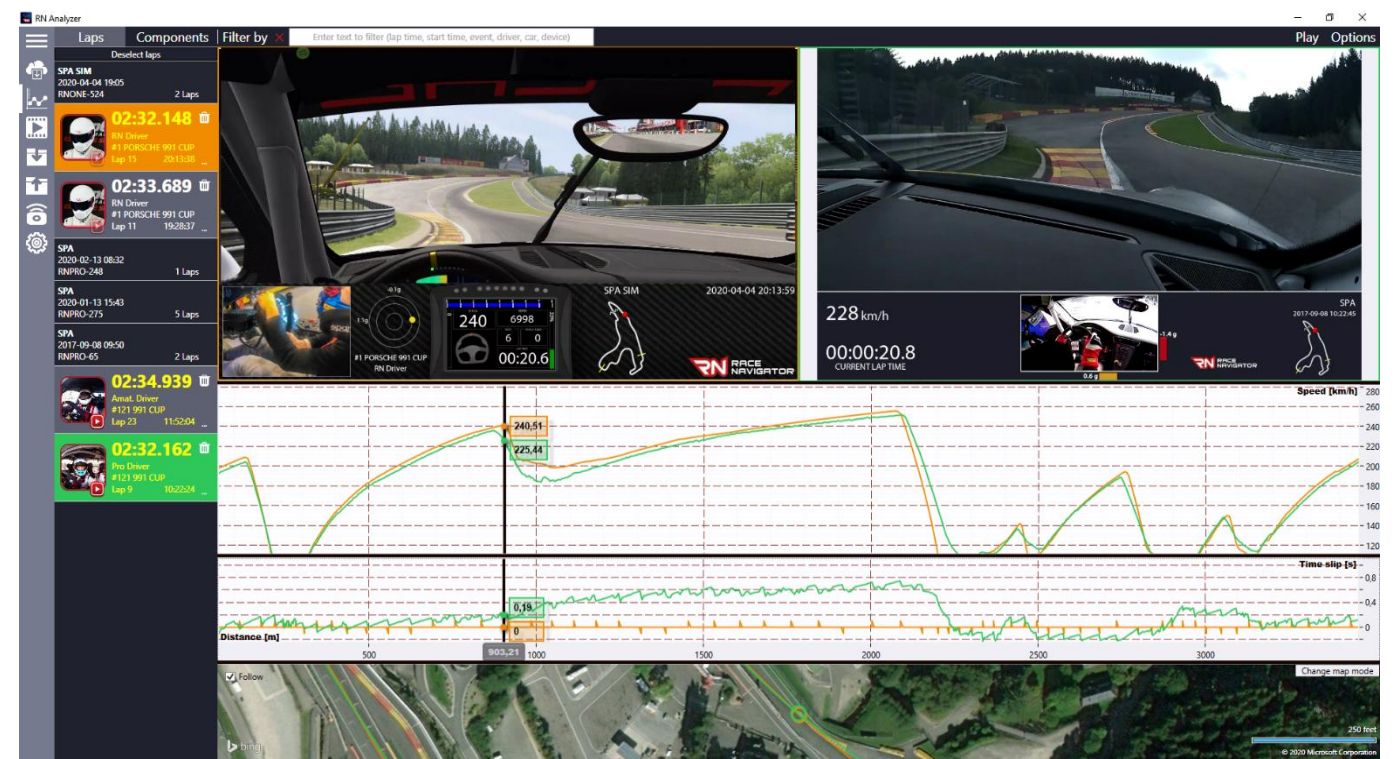 RN Analyzer
Laps
Components
Filter by
Enter text to filter (lap time, start time, event, driver, car, device)
Play
Options
Deselect laps
SPA SIM
2020-04-04 19:05
RNONE-524
2 Laps
02:32.148
RN Driver
#1 PORSCHE 991 CUP
Lap 15
20:13:38
...
02:33.689
RN Driver
#1 PORSCHE 991 CUP
Lap 11
19:28:37
...
SPA
2020-02-13 08:32
RNPRO-248
1 Laps
SPA
2020-01-13 15:43
RNPRO-275
5 Laps
SPA
2017-09-08 09:50
RNPRO-65
2 Laps
02:34.939
Amat. Driver
#121 991 CUP
Lap 23
11:52:04
...
02:32.162
Pro Driver
#121 991 CUP
Lap 9
10:22:24
...
-0.1g
1.1g
#1 PORSCHE 991 CUP
RN Driver
240
6998
6
0
00:20.6
SPA SIM
2020-04-04 20:13:59
RN RACE
NAVIGATOR
228 km/h
00:00:20.8
CURRENT LAP TIME
-1.4 g
0.6 g
RN RACE
NAVIGATOR
SPA
2017-09-08 10:22:45
Speed [km/h]
280
260
240
220
200
180
160
140
120
240,51
225,44
Time slip [s]
0,8
0,4
0
0,19
0
Distance [m]
500
903,21
1000
1500
2000
2500
3000
Follow
Change map mode
bing
250 feet
© 2020 Microsoft Corporation